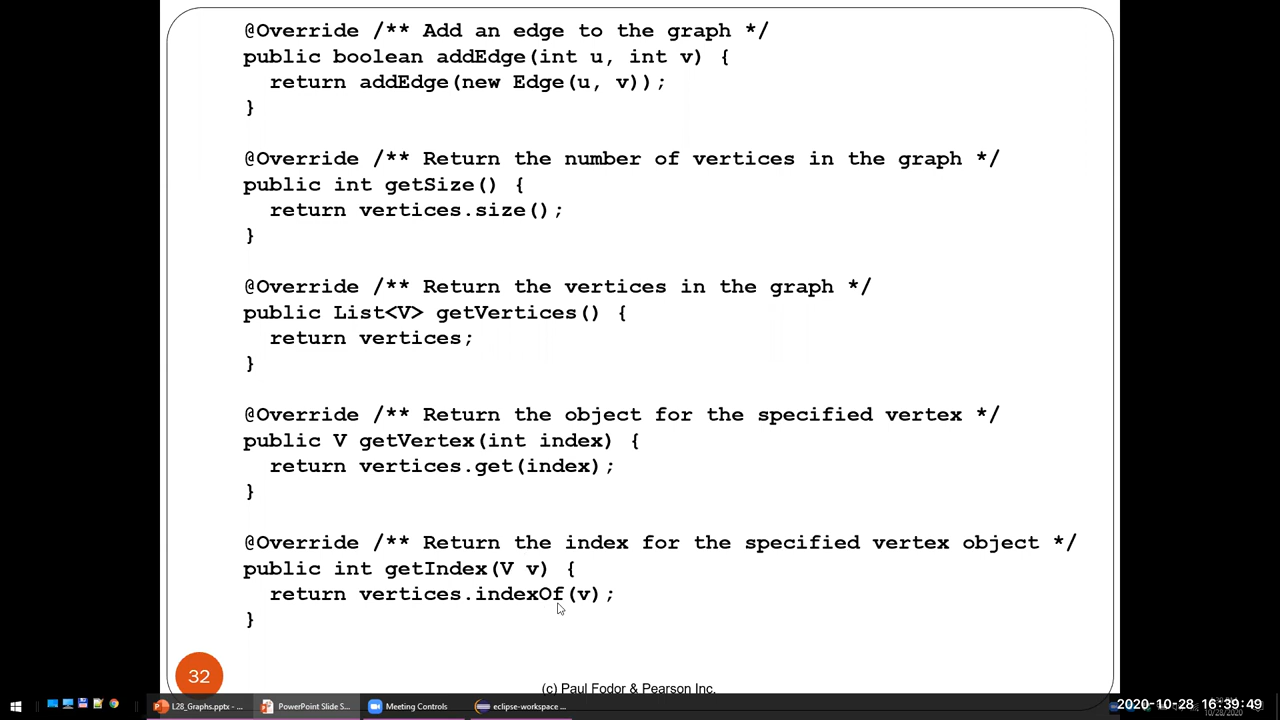 @Override /** Add an edge to the graph */
public boolean addEdge(int u, int v) {
  return addEdge(new Edge(u, v));
}
@Override /** Return the number of vertices in the graph */
public int getSize() {
  return vertices.size();
}
@Override /** Return the vertices in the graph */
public List<V> getVertices() {
  return vertices;
}
@Override /** Return the object for the specified vertex */
public V getVertex(int index) {
  return vertices.get(index);
}
@Override /** Return the index for the specified vertex object */
public int getIndex(V v) {
  return vertices.indexOf(v);
}
32
(c) Paul Fodor & Pearson Inc.
L28_Graphs.pptx - ...
PowerPoint Slide S...
Meeting Controls
eclipse-workspace ...
2020-10-28 16:39:49